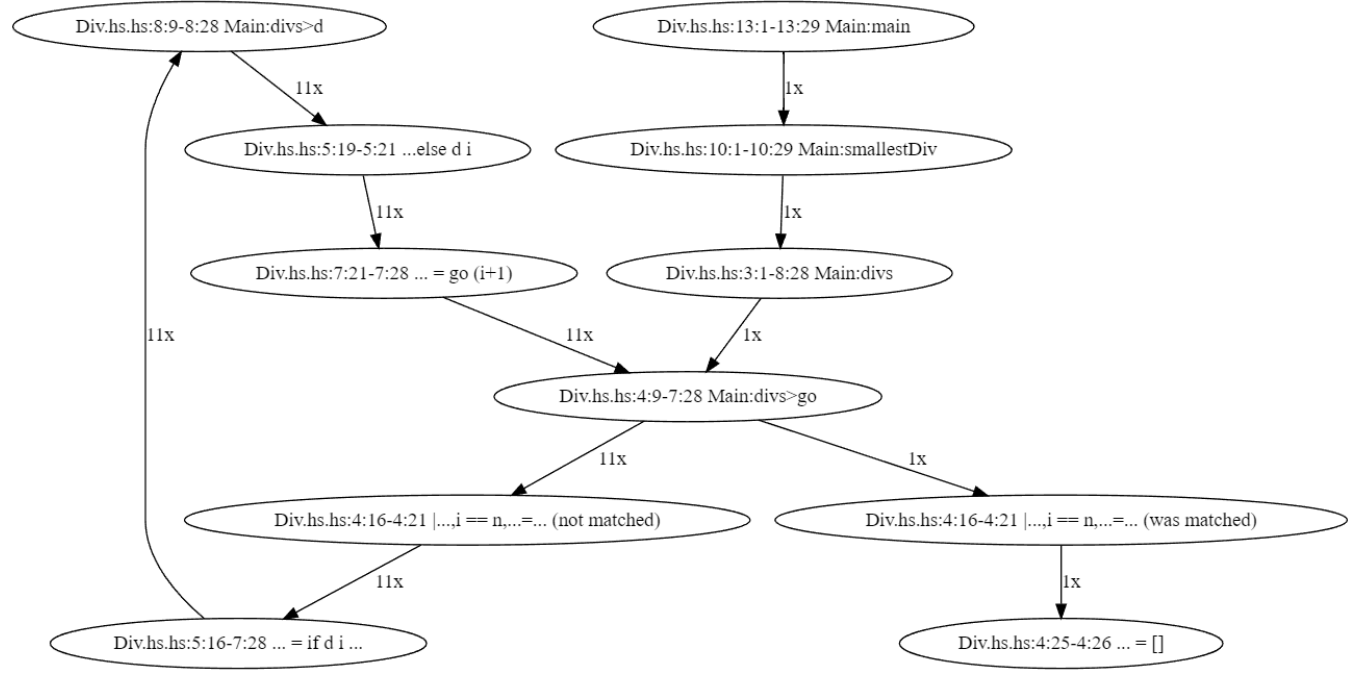 Div.hs.hs:8:9-8:28 Main:divs>d
Div.hs.hs:13:1-13:29 Main:main
11x
1x
Div.hs.hs:5:19-5:21 ...else d i
Div.hs.hs:10:1-10:29 Main:smallestDiv
11x
1x
Div.hs.hs:7:21-7:28 ... = go (i+1)
Div.hs.hs:3:1-8:28 Main:divs
11x
11x
1x
Div.hs.hs:4:9-7:28 Main:divs>go
11x
1x
Div.hs.hs:4:16-4:21 |...,i == n,...=... (not matched)
Div.hs.hs:4:16-4:21 |...,i == n,...=... (was matched)
11x
1x
Div.hs.hs:5:16-7:28 ... = if d i ...
Div.hs.hs:4:25-4:26 ... = []